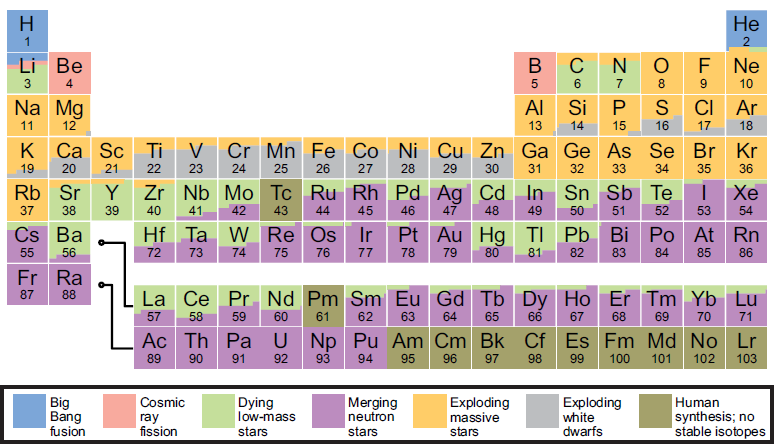 H He
1 2
Li Be B C N O F Ne
3 4 5 6 7 8 9 10
Na Mg Al Si P S Cl Ar
11 12 13 14 15 16 17 18
K Ca Sc Ti V Cr Mn Fe Co Ni Cu Zn Ga Ge As Se Br Kr
19 20 21 22 23 24 25 26 27 28 29 30 31 32 33 34 35 36
Rb Sr Y Zr Nb Mo Tc Ru Rh Pd Ag Cd In Sn Sb Te I Xe
37 38 39 40 41 42 43 44 45 46 47 48 49 50 51 52 53 54
Cs Ba Hf Ta W Re Os Ir Pt Au Hg Tl Pb Bi Po At Rn
55 56 72 73 74 75 76 77 78 79 80 81 82 83 84 85 86
Fr Ra
87 88
La Ce Pr Nd Pm Sm Eu Gd Tb Dy Ho Er Tm Yb Lu
57 58 59 60 61 62 63 64 65 66 67 68 69 70 71
Ac Th Pa U Np Pu Am Cm Bk Cf Es Fm Md No Lr
89 90 91 92 93 94 95 96 97 98 99 100 101 102 103
Big
Bang
fusion
Cosmic
ray
fission
Dying
low-mass
stars
Merging
neutron
stars
Exploding
massive
stars
Exploding
white
dwarfs
Human
synthesis; no
stable isotopes